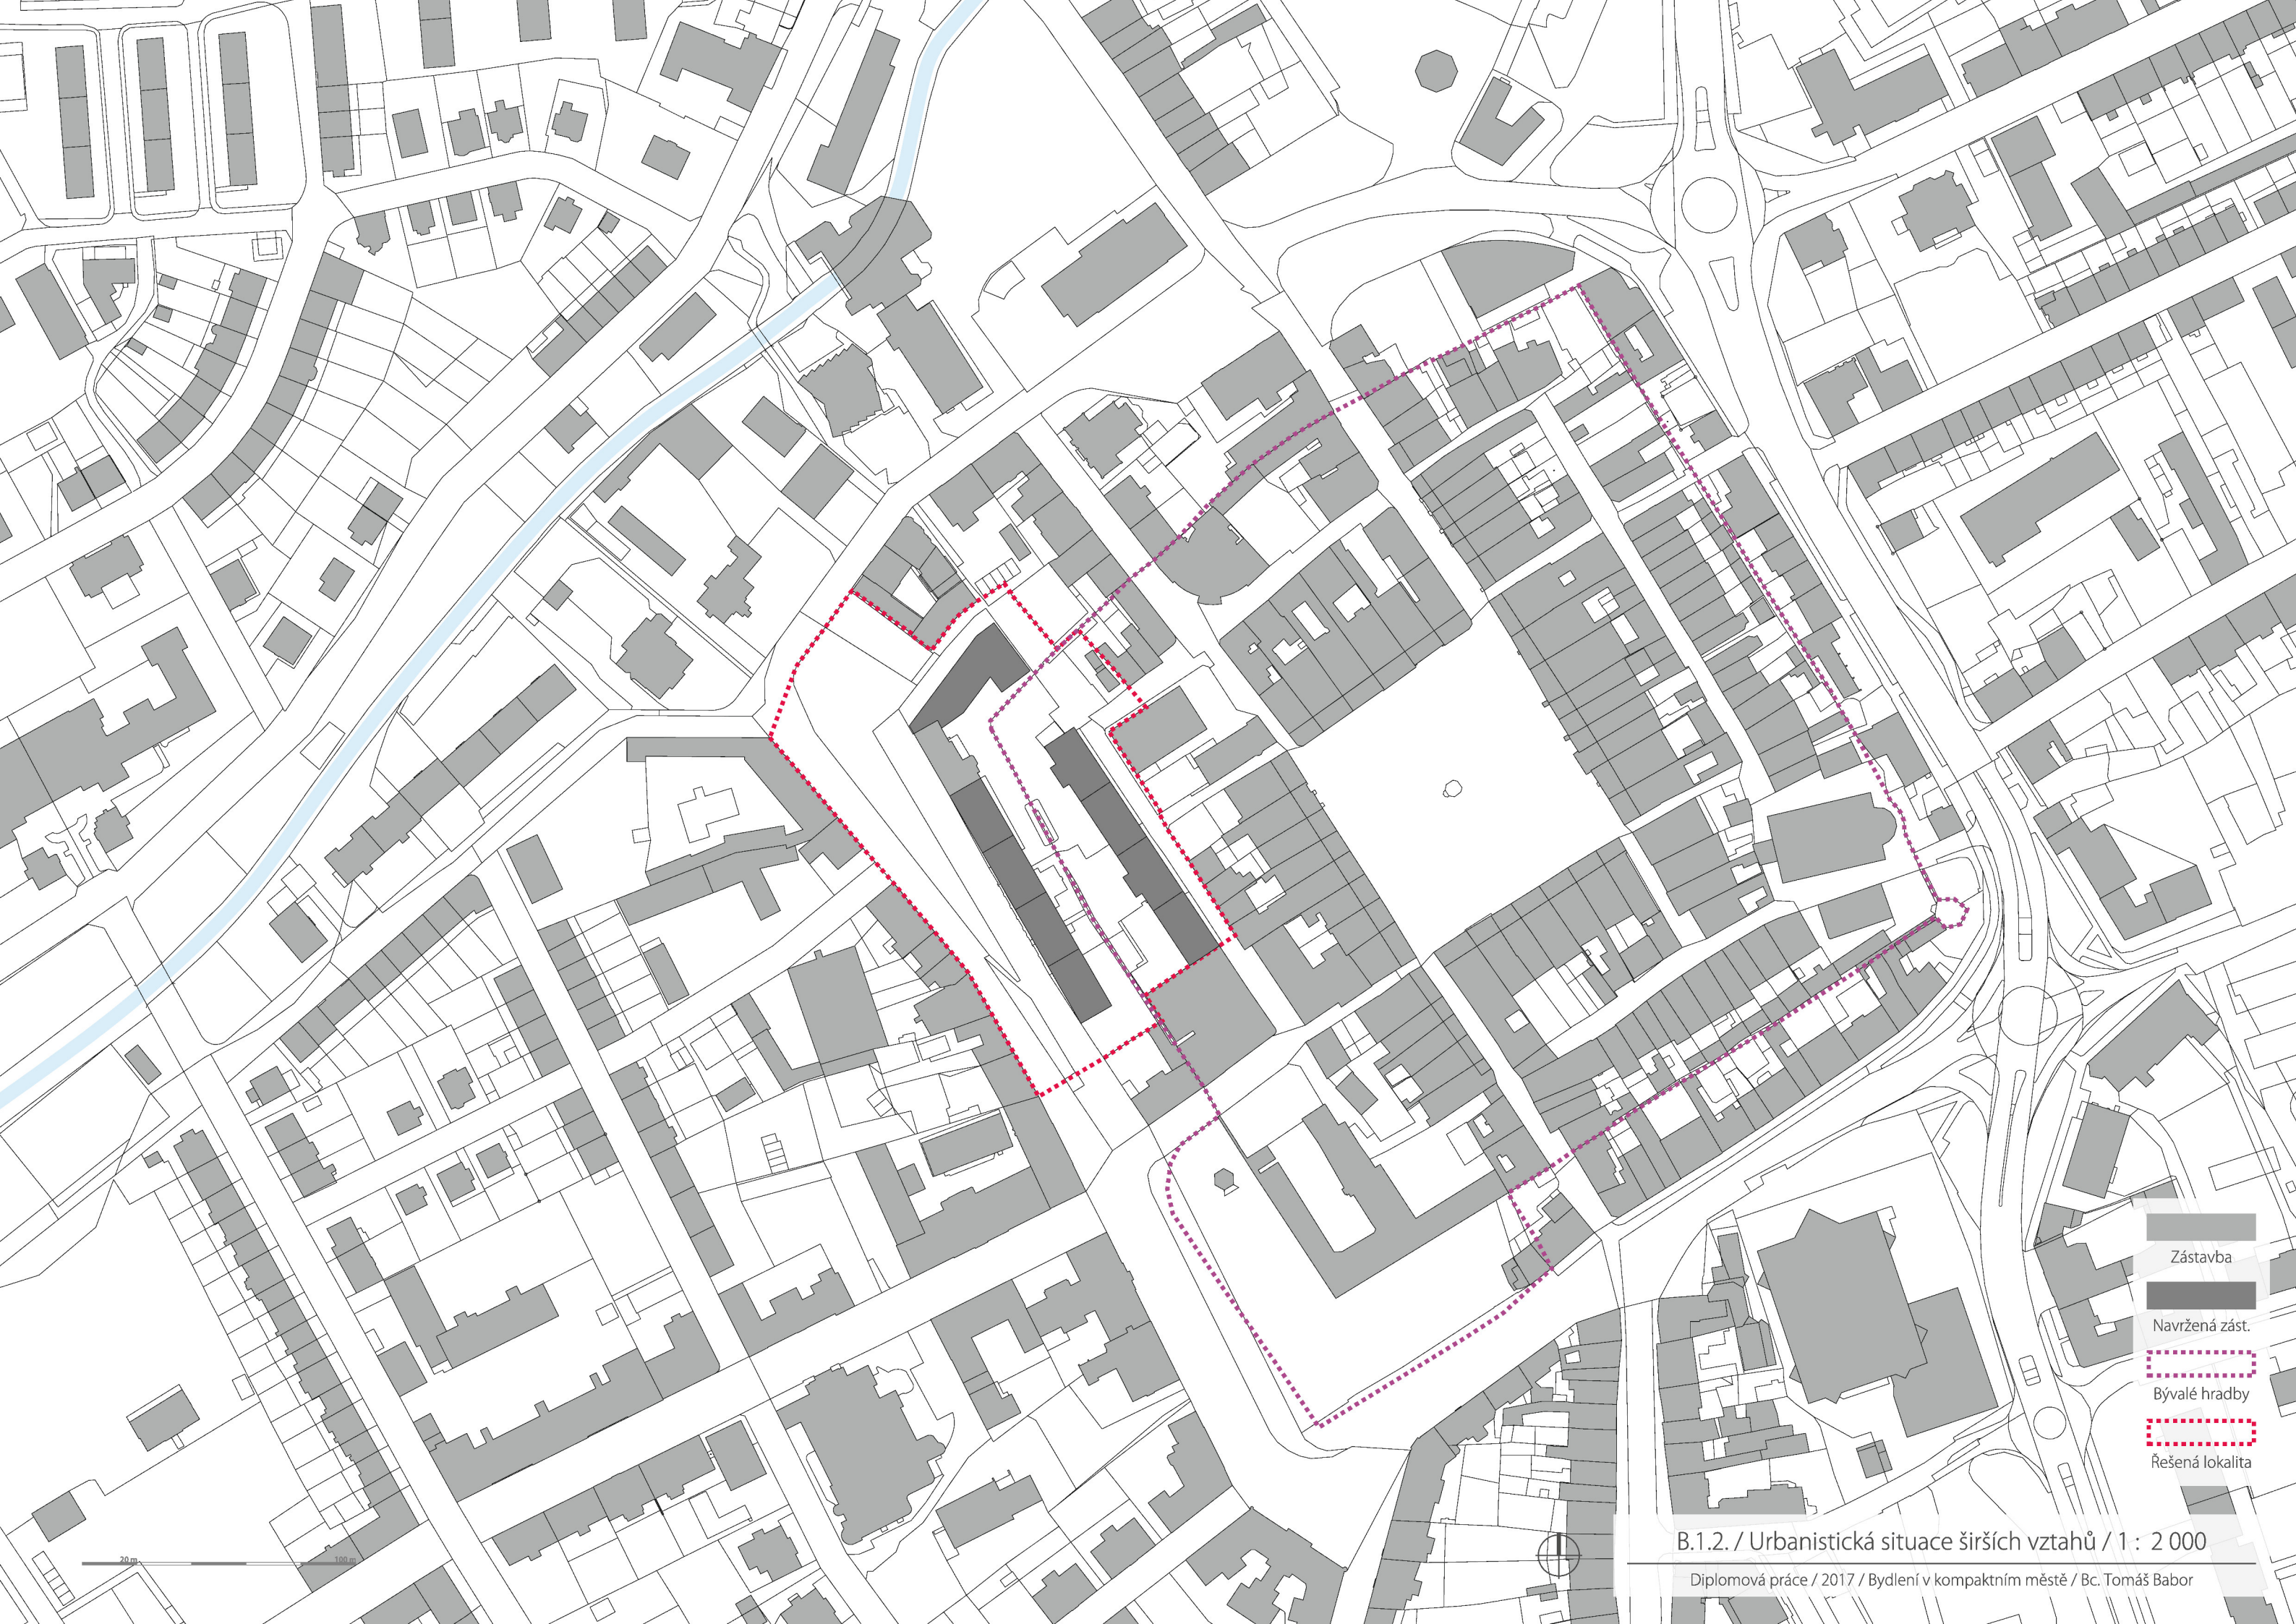 Zástavba
Navržená zást.
Bývalé hradby
Řešená lokalita
20 m
100 m
B.1.2. / Urbanistická situace širších vztahů / 1 : 2 000
Diplomová práce / 2017 / Bydlení v kompaktním městě / Bc. Tomáš Babor